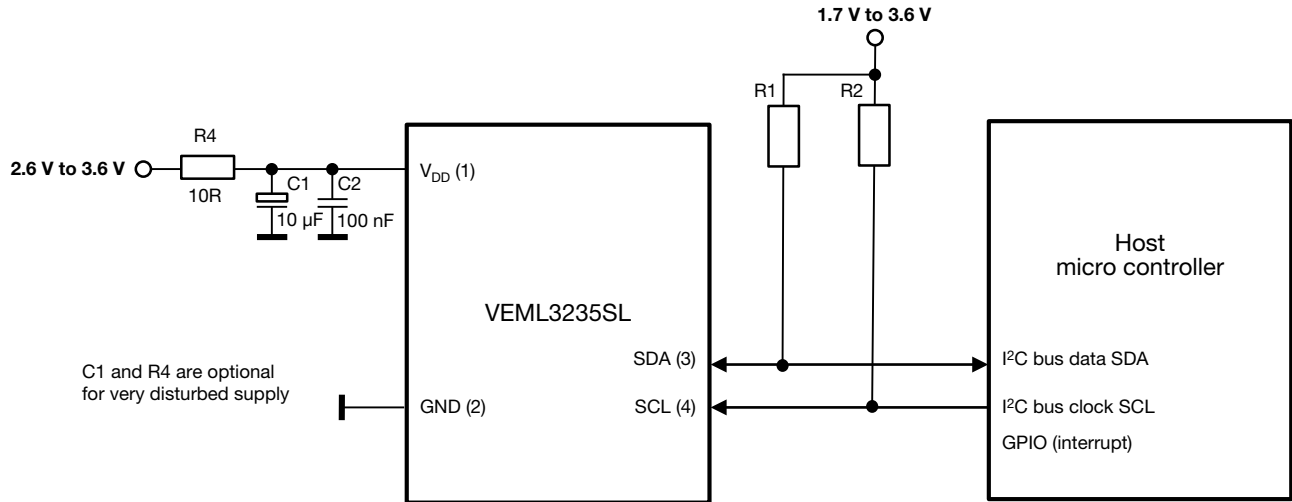 1.7 V to 3.6 V
R1
R2
R4
2.6 V to 3.6 V
10R
C1
C2
10 µF
100 nF
V_DD (1)
VEML3235SL
Host
micro controller
SDA (3)
I²C bus data SDA
C1 and R4 are optional
for very disturbed supply
GND (2)
SCL (4)
I²C bus clock SCL
GPIO (interrupt)